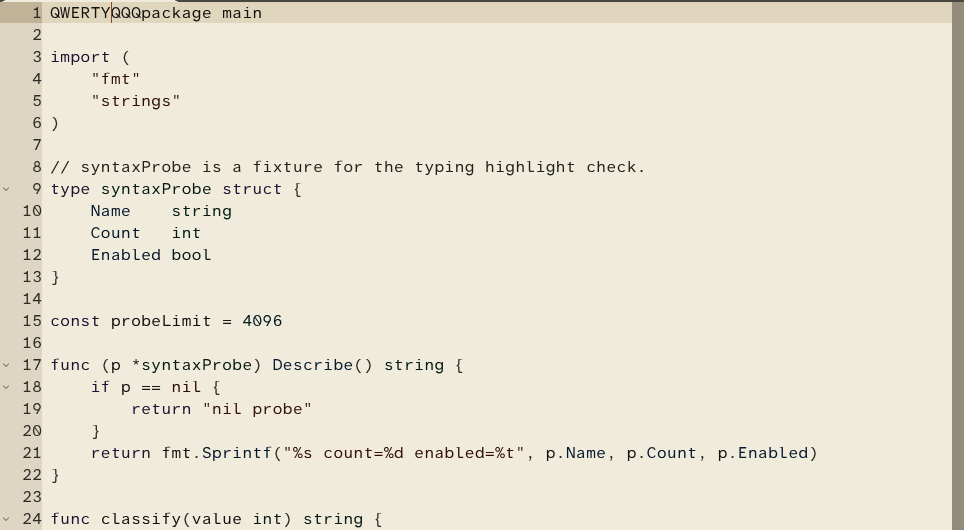 1 QWERTYQQQpackage main
2
3 import (
4     "fmt"
5     "strings"
6 )
7
8 // syntaxProbe is a fixture for the typing highlight check.
9 type syntaxProbe struct {
10     Name    string
11     Count   int
12     Enabled bool
13 }
14
15 const probeLimit = 4096
16
17 func (p *syntaxProbe) Describe() string {
18     if p == nil {
19         return "nil probe"
20     }
21     return fmt.Sprintf("%s count=%d enabled=%t", p.Name, p.Count, p.Enabled)
22 }
23
24 func classify(value int) string {